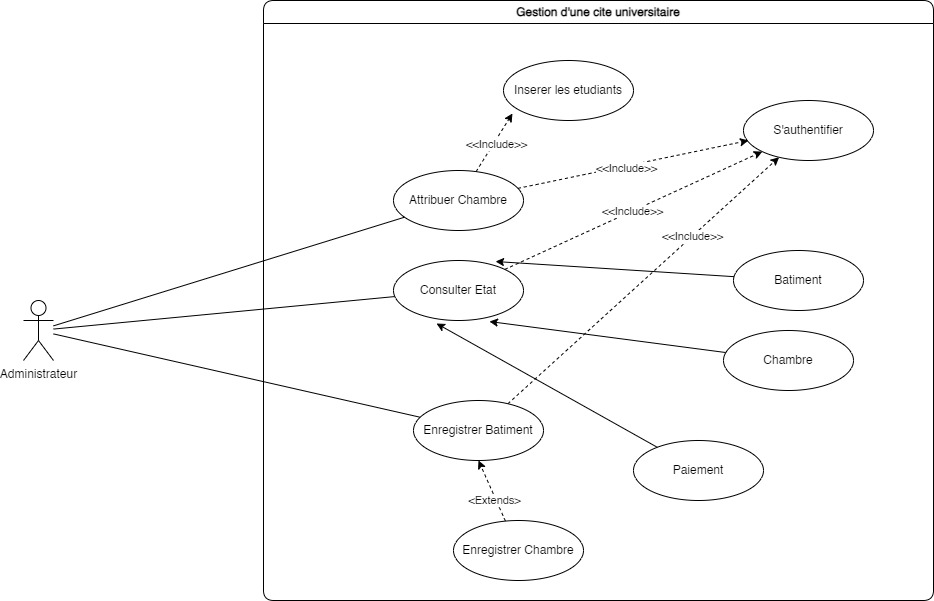 Gestion d'une cite universitaire
Inserer les etudiants
S'authentifier
<<Include>>
<<Include>>
Attribuer Chambre
<<Include>>
<<Include>>
Consulter Etat
Batiment
Chambre
Administrateur
Enregistrer Batiment
Paiement
<Extends>
Enregistrer Chambre